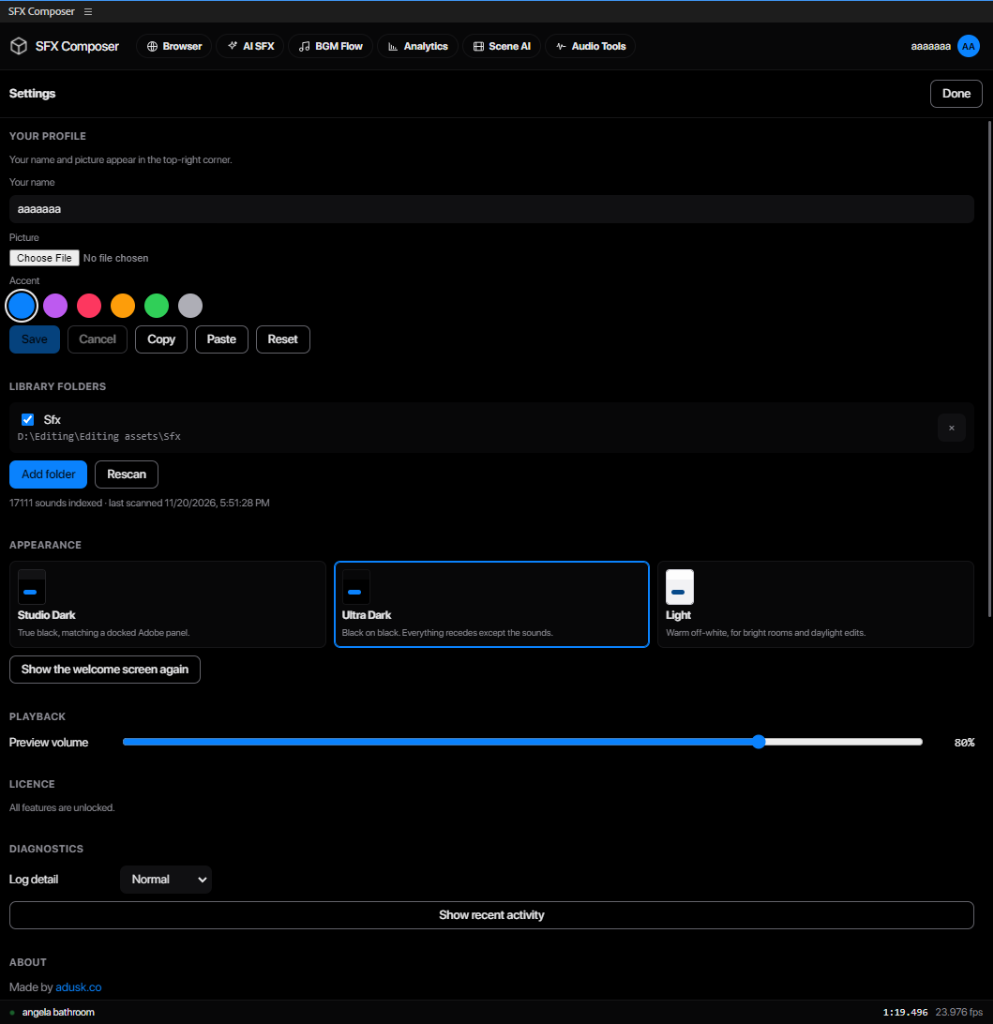 SFX Composer
SFX Composer Browser AI SFX BGM Flow Analytics Scene AI Audio Tools aaaaaaa AA
Settings Done
YOUR PROFILE
Your name and picture appear in the top-right corner.
Your name
aaaaaaa
Picture
Choose File No file chosen
Accent
Save Cancel Copy Paste Reset
LIBRARY FOLDERS
Sfx
D:\Editing\Editing assets\Sfx
×
Add folder Rescan
17111 sounds indexed · last scanned 11/20/2026, 5:51:28 PM
APPEARANCE
Studio Dark
True black, matching a docked Adobe panel.
Ultra Dark
Black on black. Everything recedes except the sounds.
Light
Warm off-white, for bright rooms and daylight edits.
Show the welcome screen again
PLAYBACK
Preview volume 80%
LICENCE
All features are unlocked.
DIAGNOSTICS
Log detail Normal
Show recent activity
ABOUT
Made by adusk.co
angela bathroom 1:19.496 23.976 fps